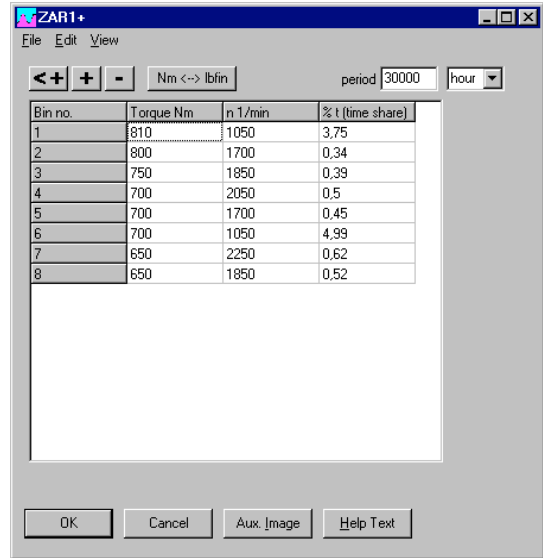 ZAR1+
File Edit View
<+ + - Nm <--> lbfin period 30000 hour
Bin no. Torque Nm n 1/min % t (time share)
1 810 1050 3,75
2 800 1700 0,34
3 750 1850 0,39
4 700 2050 0,5
5 700 1700 0,45
6 700 1050 4,99
7 650 2250 0,62
8 650 1850 0,52
OK Cancel Aux. Image Help Text